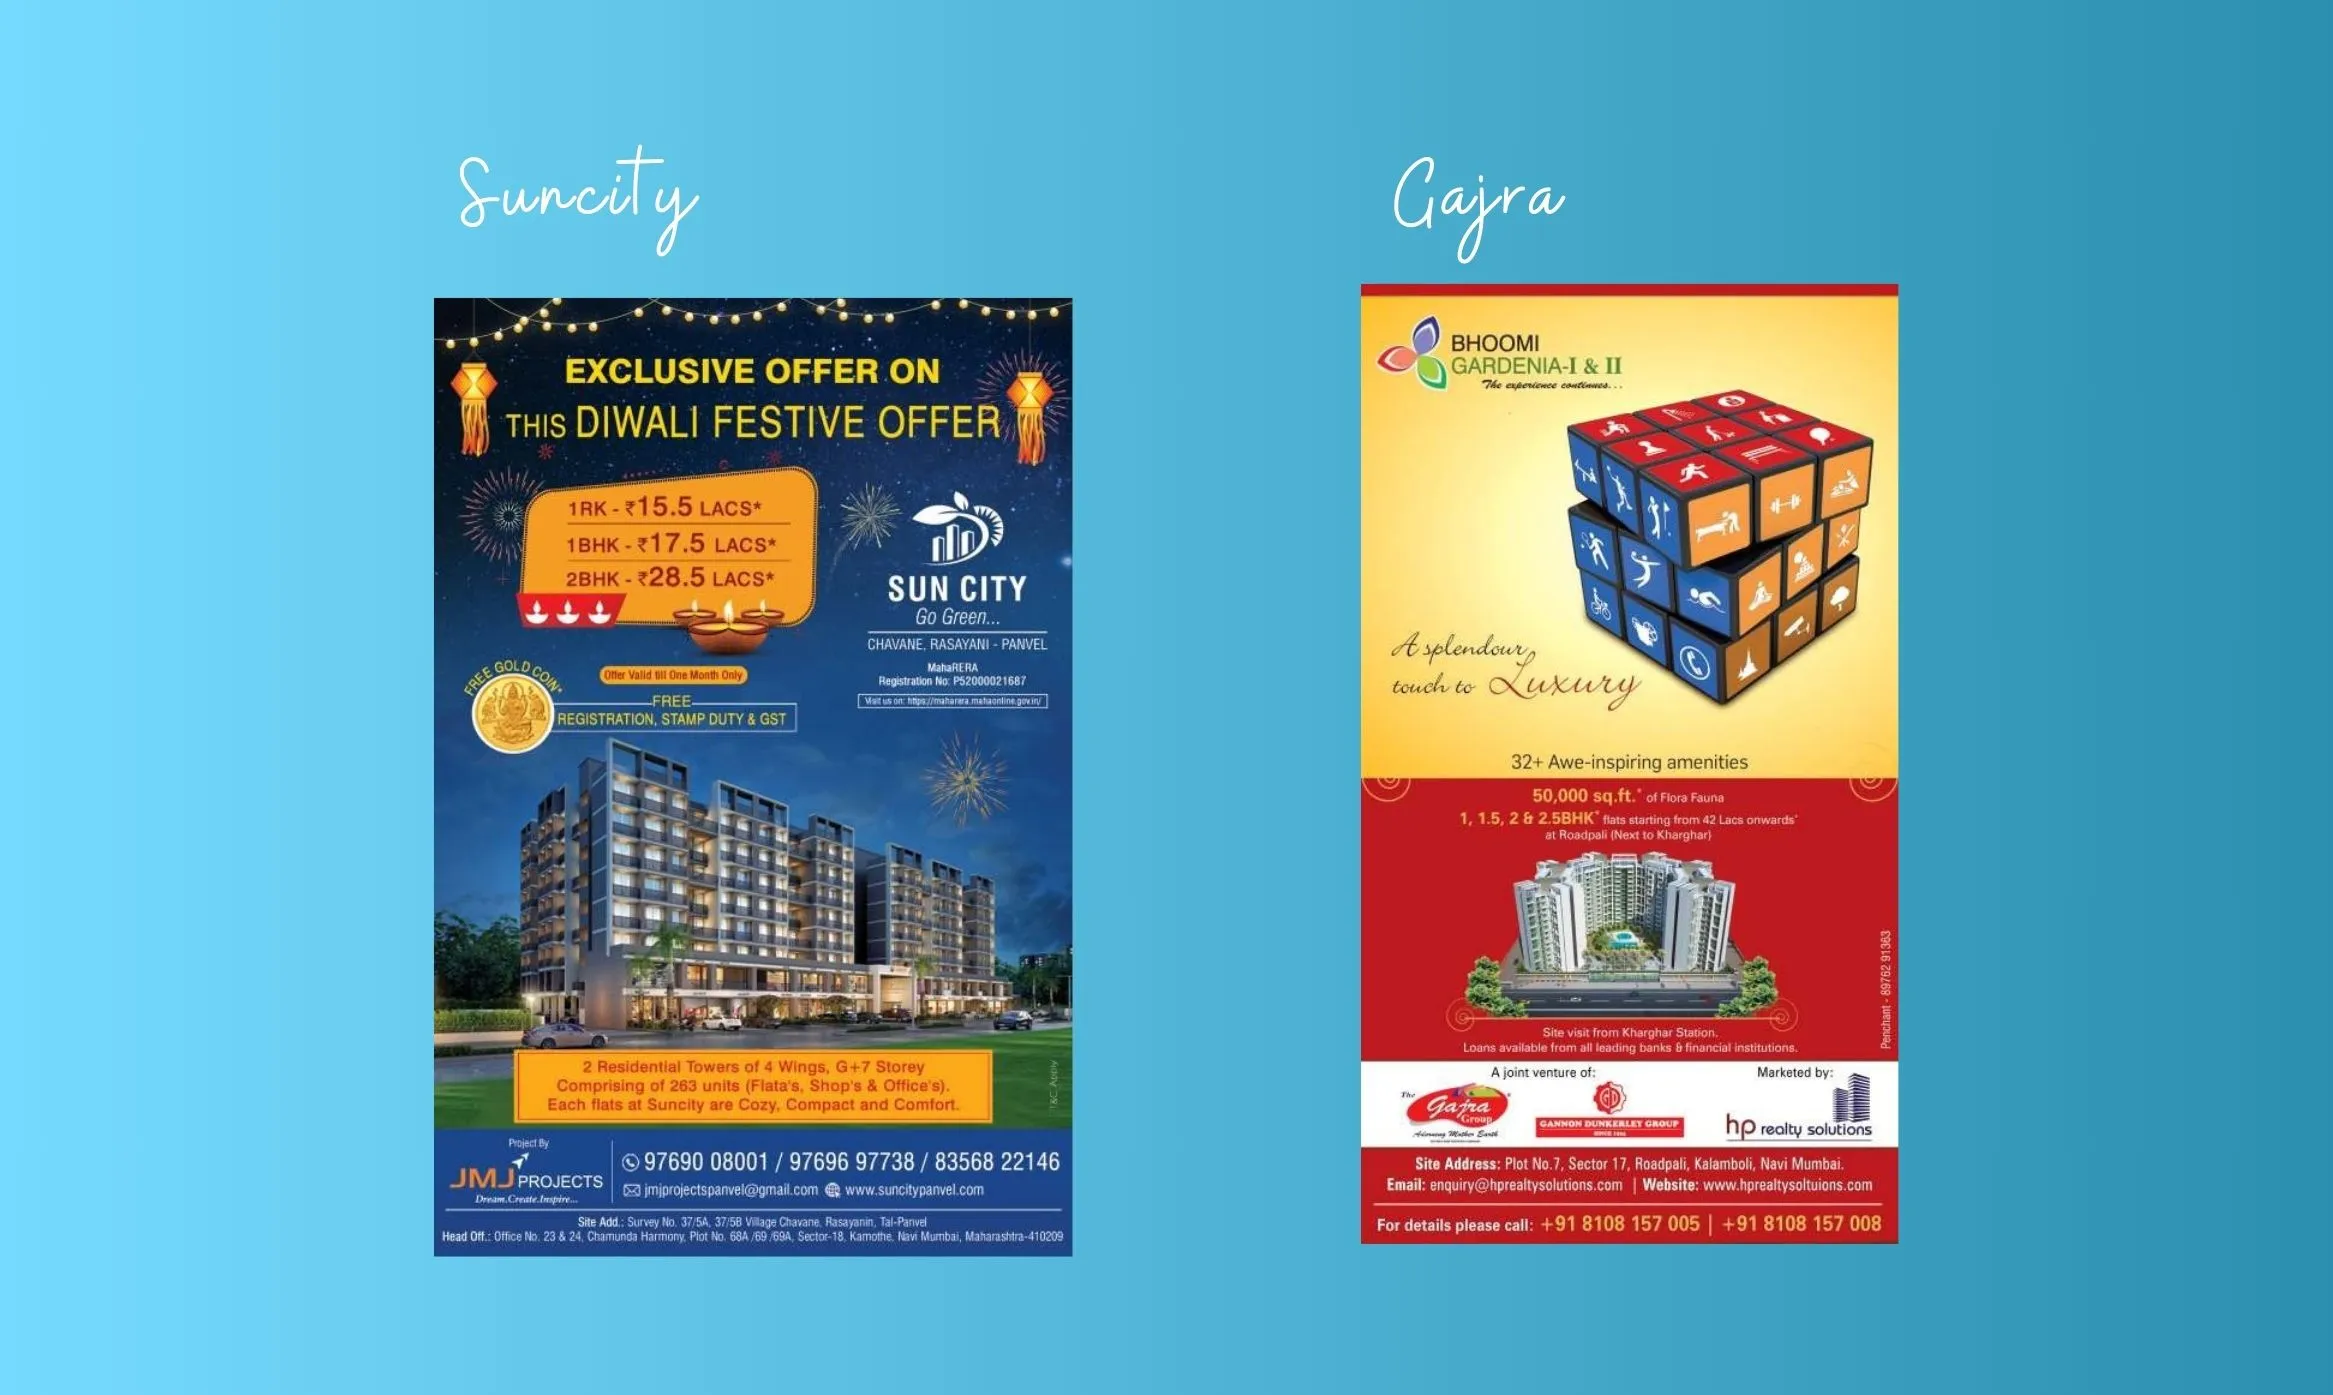 Suncity
EXCLUSIVE OFFER ON
THIS DIWALI FESTIVE OFFER
1RK - ₹15.5 LACS*
1BHK - ₹17.5 LACS*
2BHK - ₹28.5 LACS*
SUN CITY
Go Green...
CHAVANE, RASAYANI - PANVEL
MahaRERA
Registration No: P52000021687
Visit us on: https://maharera.mahaonline.gov.in/
FREE GOLD COIN*
Offer Valid till One Month Only
FREE
REGISTRATION, STAMP DUTY & GST
2 Residential Towers of 4 Wings, G+7 Storey
Comprising of 263 units (Flata's, Shop's & Office's).
Each flats at Suncity are Cozy, Compact and Comfort.
T&C Apply
Project By
JMJ PROJECTS
Dream.Create.Inspire...
97690 08001 / 97696 97738 / 83568 22146
jmjprojectspanvel@gmail.com www.suncitypanvel.com
Site Add.: Survey No. 37/5A, 37/5B Village Chavane, Rasayanin, Tal-Panvel
Head Off.: Office No. 23 & 24, Chamunda Harmony, Plot No. 68A /69 /69A, Sector-18, Kamothe, Navi Mumbai, Maharashtra-410209
Gajra
BHOOMI
GARDENIA-I & II
The experience continues...
A splendour
touch to Luxury
32+ Awe-inspiring amenities
50,000 sq.ft.* of Flora Fauna
1, 1.5, 2 & 2.5BHK* flats starting from 42 Lacs onwards*
at Roadpali (Next to Kharghar)
Penchant - 89762 91363
Site visit from Kharghar Station.
Loans available from all leading banks & financial institutions.
A joint venture of:
The
Gajra
Group
Adorning Mother Earth
GD
GANNON DUNKERLEY GROUP
Marketed by:
hp realty solutions
Site Address: Plot No.7, Sector 17, Roadpali, Kalamboli, Navi Mumbai.
Email: enquiry@hprealtysolutions.com | Website: www.hprealtysoltuions.com
For details please call: +91 8108 157 005 | +91 8108 157 008